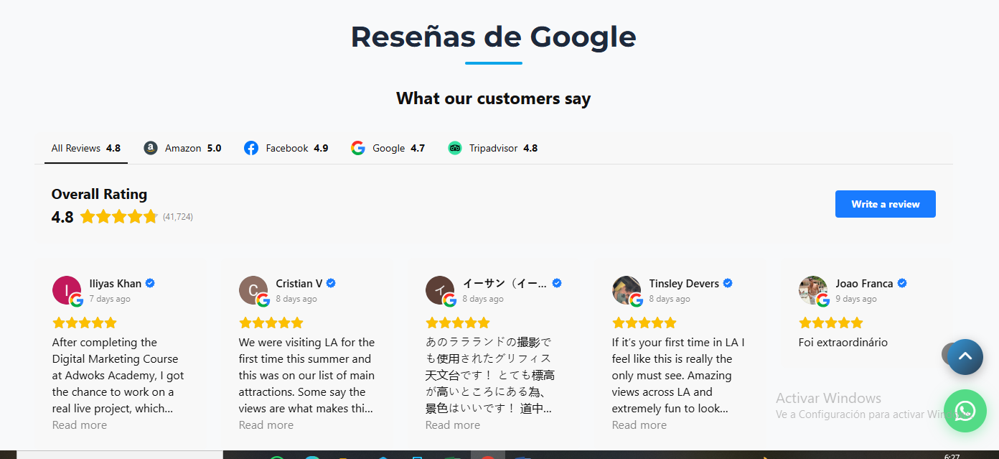 Reseñas de Google
What our customers say
All Reviews 4.8 Amazon 5.0 Facebook 4.9 Google 4.7 Tripadvisor 4.8
Overall Rating
4.8 (41,724)
Write a review
I
Iliyas Khan
7 days ago
After completing the
Digital Marketing Course
at Adwoks Academy, I got
the chance to work on a
real live project, which...
Read more
C
Cristian V
8 days ago
We were visiting LA for the
first time this summer and
this was on our list of main
attractions. Some say the
views are what makes thi...
Read more
イ
イーサン（イー...
8 days ago
あのララランドの撮影で
も使用されたグリフィス
天文台です！ とても標高
が高いところにある為、
景色はいいです！ 道中...
Read more
Tinsley Devers
8 days ago
If it's your first time in LA I
feel like this is really the
only must see. Amazing
views across LA and
extremely fun to look...
Read more
Joao Franca
9 days ago
Foi extraordinário
Activar Windows
Ve a Configuración para activar Win
6:27